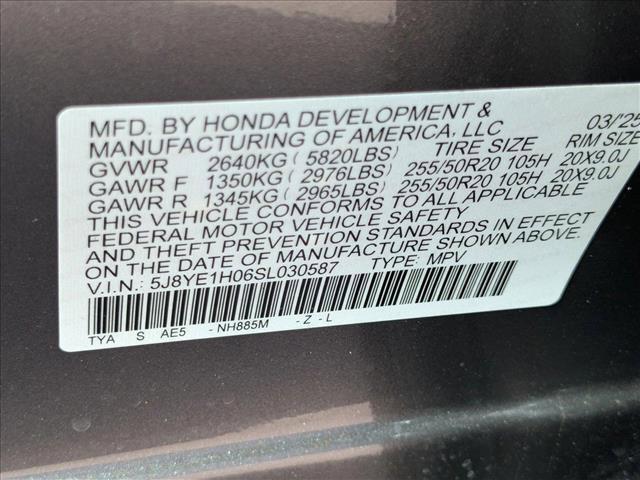 MFD. BY HONDA DEVELOPMENT &
MANUFACTURING OF AMERICA, LLC 03/'25
GVWR 2640KG (5820LBS) TIRE SIZE RIM SIZE
GAWR F 1350KG (2976LBS) 255/50R20 105H 20X9.0J
GAWR R 1345KG (2965LBS) 255/50R20 105H 20X9.0J
THIS VEHICLE CONFORMS TO ALL APPLICABLE
FEDERAL MOTOR VEHICLE SAFETY
AND THEFT PREVENTION STANDARDS IN EFFECT
ON THE DATE OF MANUFACTURE SHOWN ABOVE.
V.I.N.: 5J8YE1H06SL030587 TYPE: MPV
TYA S AE5 - NH885M - Z - L